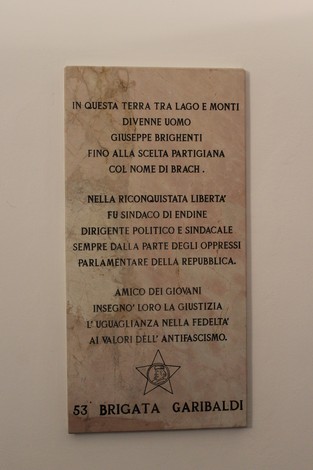 IN QUESTA TERRA TRA LAGO E MONTI
DIVENNE UOMO
GIUSEPPE BRIGHENTI
FINO ALLA SCELTA PARTIGIANA
COL NOME DI BRACH.
NELLA RICONQUISTATA LIBERTA'
FU SINDACO DI ENDINE
DIRIGENTE POLITICO E SINDACALE
SEMPRE DALLA PARTE DEGLI OPPRESSI
PARLAMENTARE DELLA REPUBBLICA.
AMICO DEI GIOVANI
INSEGNO' LORO LA GIUSTIZIA
L'UGUAGLIANZA NELLA FEDELTA'
AI VALORI DELL'ANTIFASCISMO.
53 BRIGATA GARIBALDI